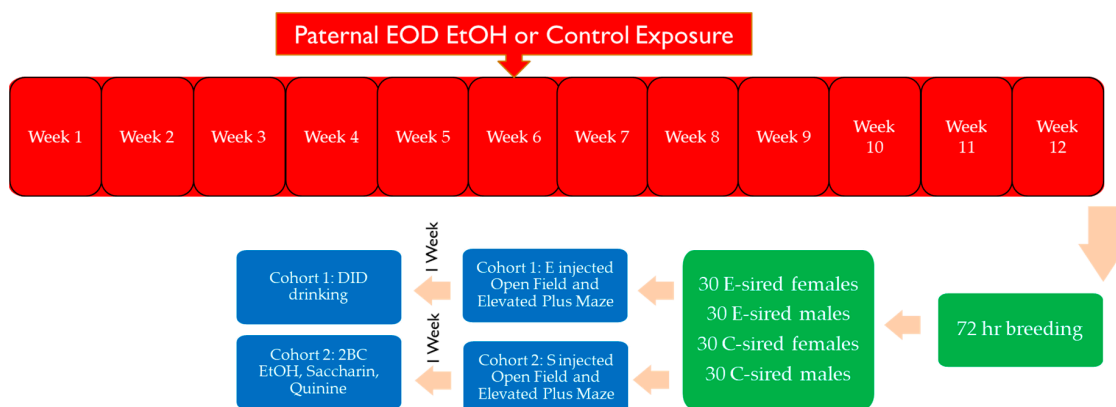 Paternal EOD EtOH or Control Exposure
Week 1
Week 2
Week 3
Week 4
Week 5
Week 6
Week 7
Week 8
Week 9
Week
10
Week
11
Week
12
72 hr breeding
30 E-sired females
30 E-sired males
30 C-sired females
30 C-sired males
Cohort 1: E injected
Open Field and
Elevated Plus Maze
1 Week
Cohort 1: DID
drinking
Cohort 2: S injected
Open Field and
Elevated Plus Maze
1 Week
Cohort 2: 2BC
EtOH, Saccharin,
Quinine